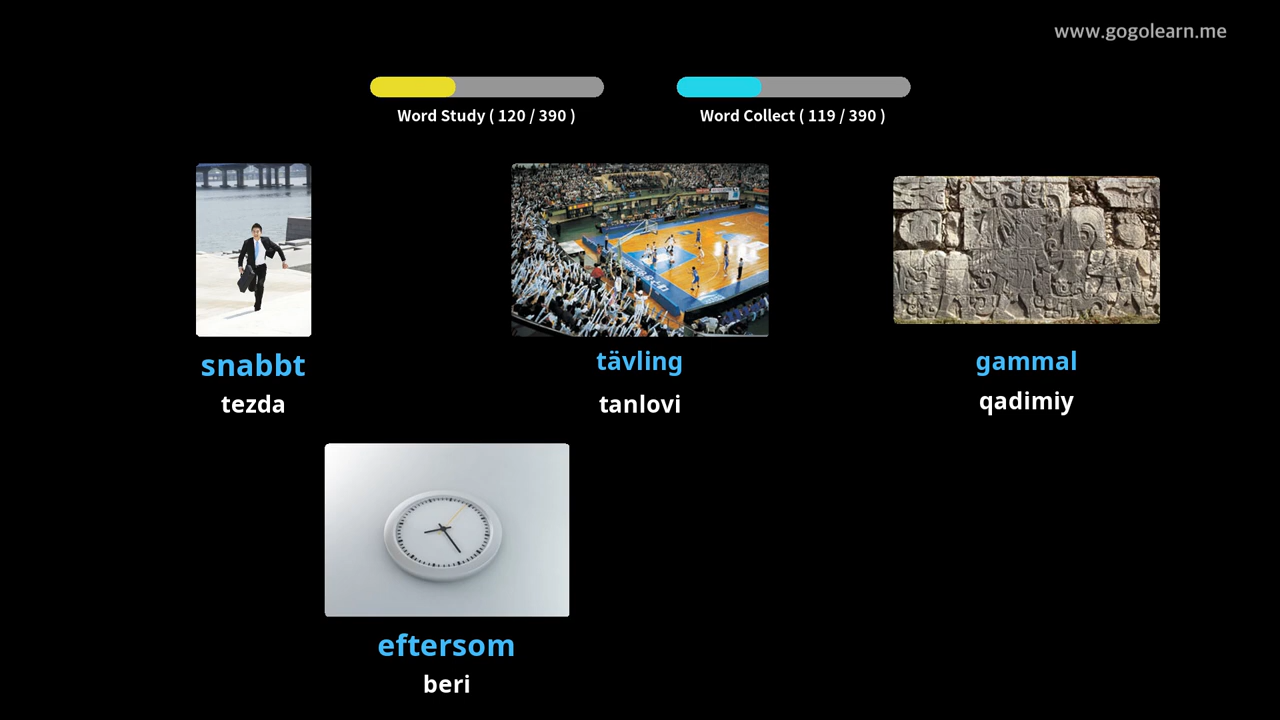 www.gogolearn.me
Word Study ( 120 / 390 )
Word Collect ( 119 / 390 )
snabbt
tezda
tävling
tanlovi
gammal
qadimiy
eftersom
beri